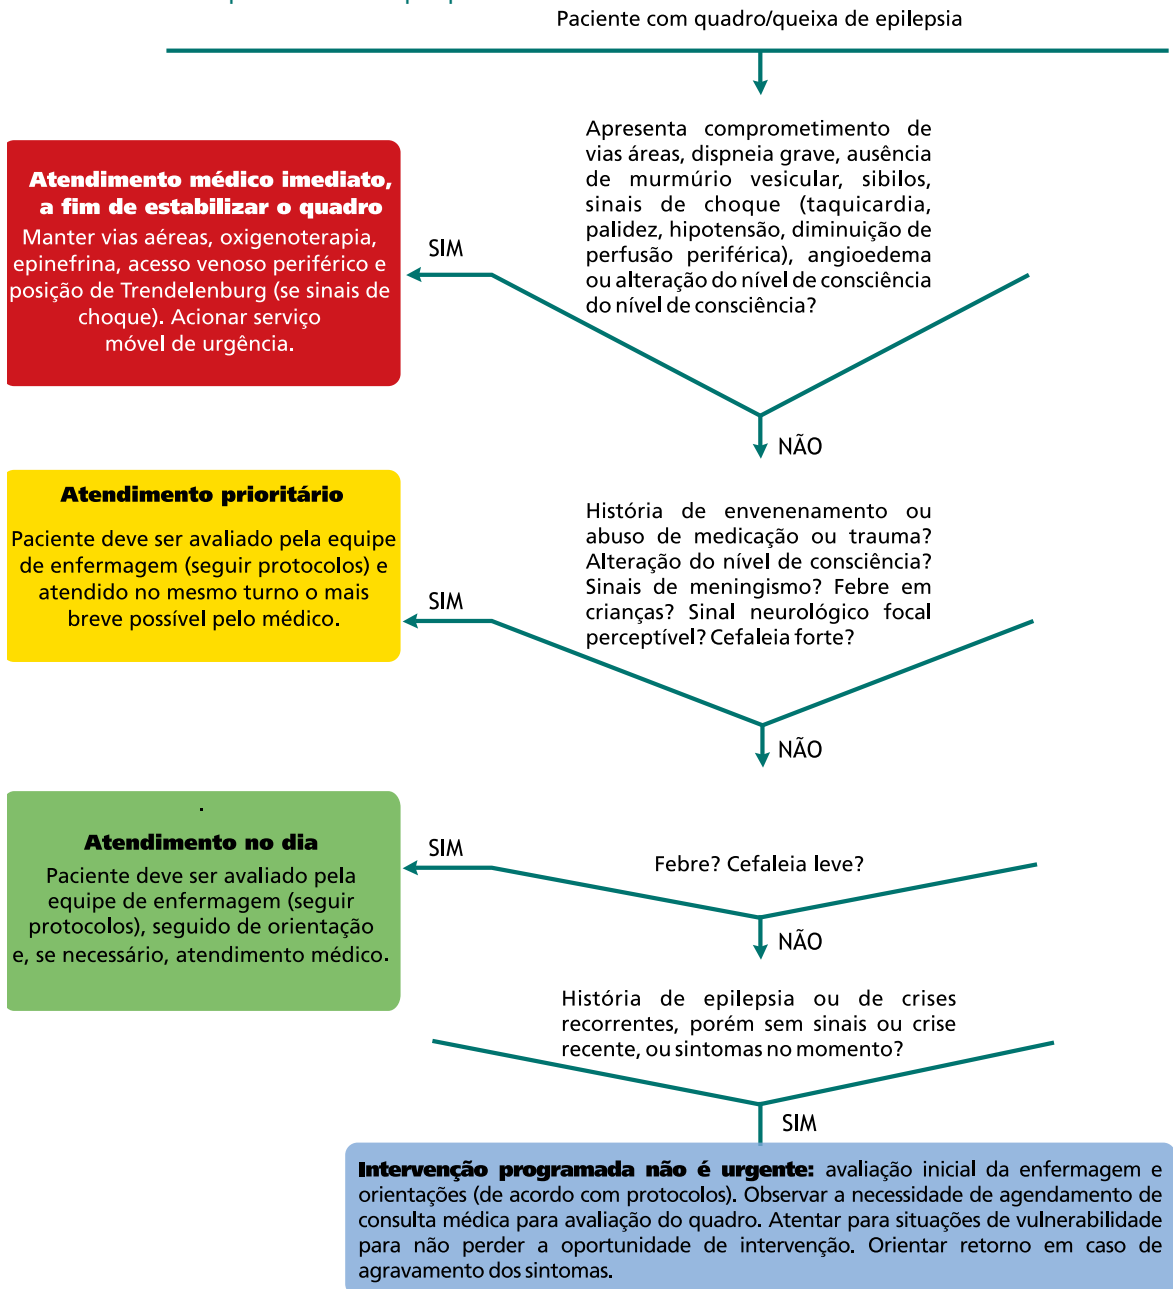 Paciente com quadro/queixa de epilepsia
Apresenta comprometimento de
vias áreas, dispneia grave, ausência
de murmúrio vesicular, sibilos,
sinais de choque (taquicardia,
palidez, hipotensão, diminuição de
perfusão periférica), angioedema
ou alteração do nível de consciência
do nível de consciência?
SIM
Atendimento médico imediato,
a fim de estabilizar o quadro
Manter vias aéreas, oxigenoterapia,
epinefrina, acesso venoso periférico e
posição de Trendelenburg (se sinais de
choque). Acionar serviço
móvel de urgência.
NÃO
História de envenenamento ou
abuso de medicação ou trauma?
Alteração do nível de consciência?
Sinais de meningismo? Febre em
crianças? Sinal neurológico focal
perceptível? Cefaleia forte?
SIM
Atendimento prioritário
Paciente deve ser avaliado pela equipe
de enfermagem (seguir protocolos) e
atendido no mesmo turno o mais
breve possível pelo médico.
NÃO
Febre? Cefaleia leve?
SIM
.
Atendimento no dia
Paciente deve ser avaliado pela
equipe de enfermagem (seguir
protocolos), seguido de orientação
e, se necessário, atendimento médico.
NÃO
História de epilepsia ou de crises
recorrentes, porém sem sinais ou crise
recente, ou sintomas no momento?
SIM
Intervenção programada não é urgente: avaliação inicial da enfermagem e
orientações (de acordo com protocolos). Observar a necessidade de agendamento de
consulta médica para avaliação do quadro. Atentar para situações de vulnerabilidade
para não perder a oportunidade de intervenção. Orientar retorno em caso de
agravamento dos sintomas.